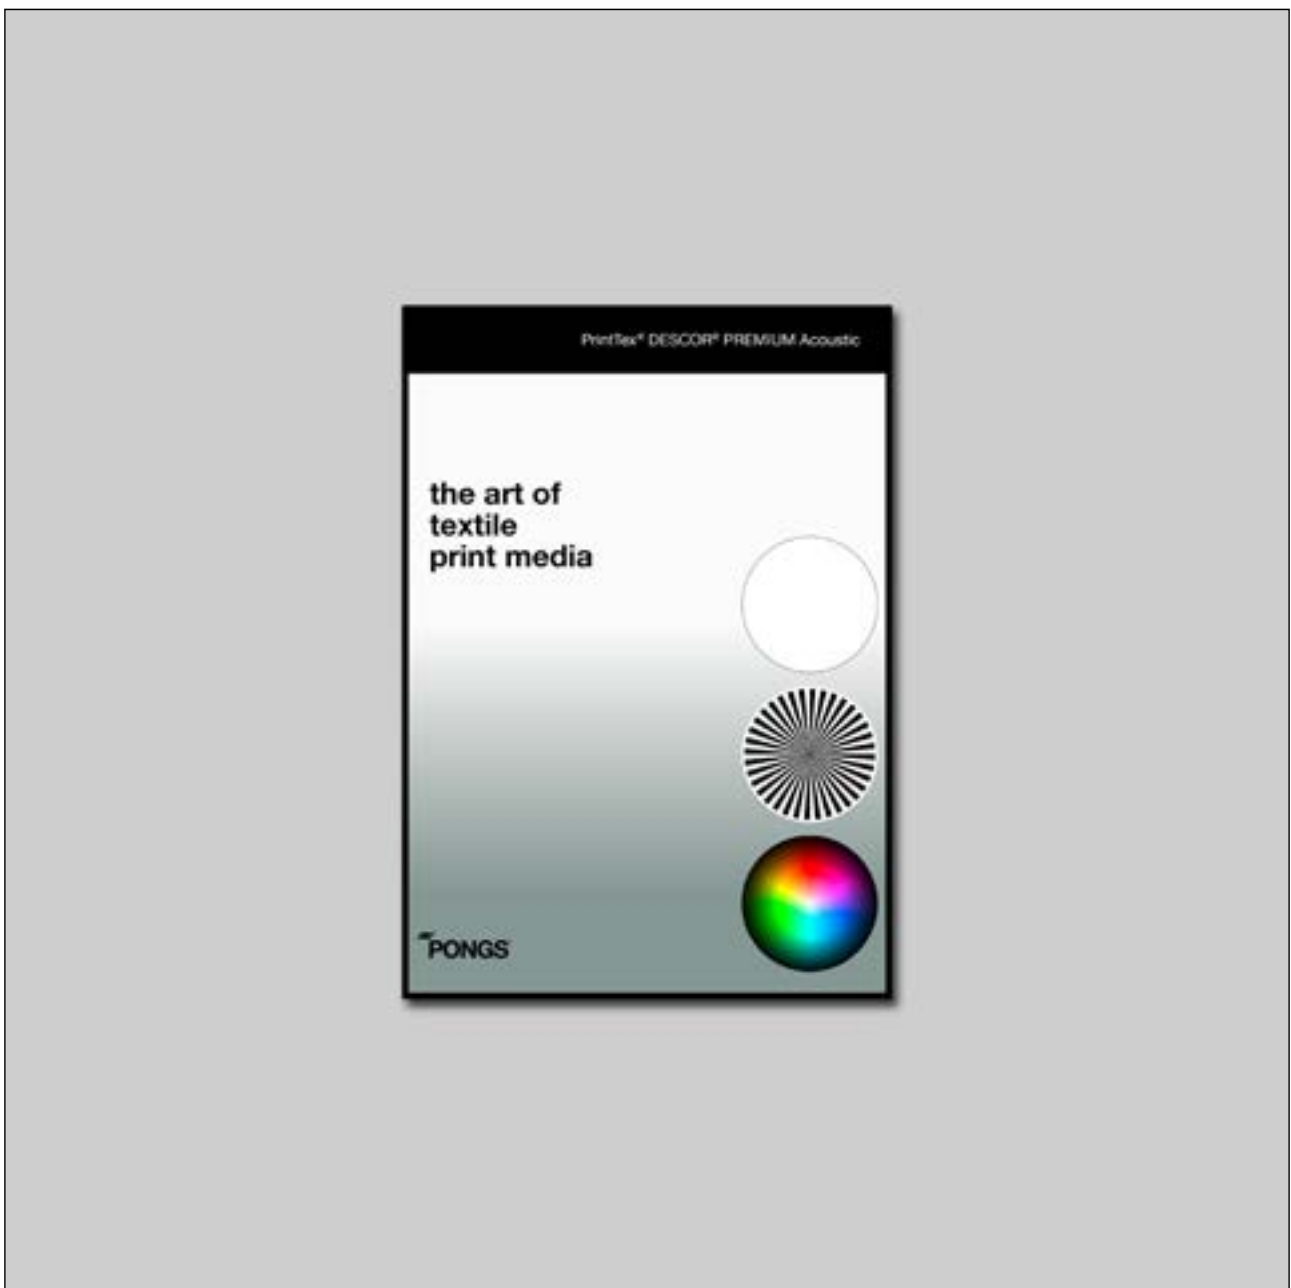 PrintTex® DESCOR® PREMIUM Acoustic
the art of
textile
print media
PONGS